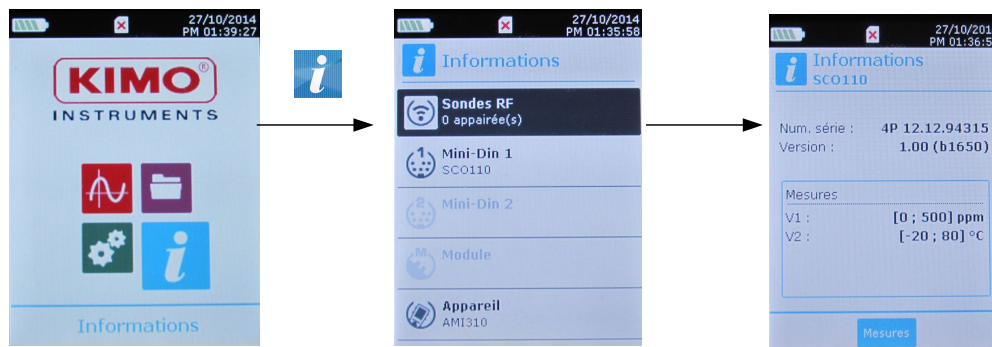 27/10/2014
PM 01:39:27
KIMO®
INSTRUMENTS
Informations
i
27/10/2014
PM 01:35:58
i Informations
Sondes RF
0 appairée(s)
1 Mini-Din 1
SCO110
2 Mini-Din 2
M Module
Appareil
AMI310
27/10/201
PM 01:36:5
i Informations
SCO110
Num. série : 4P 12.12.94315
Version : 1.00 (b1650)
Mesures
V1 : [0 ; 500] ppm
V2 : [-20 ; 80] °C
Mesures